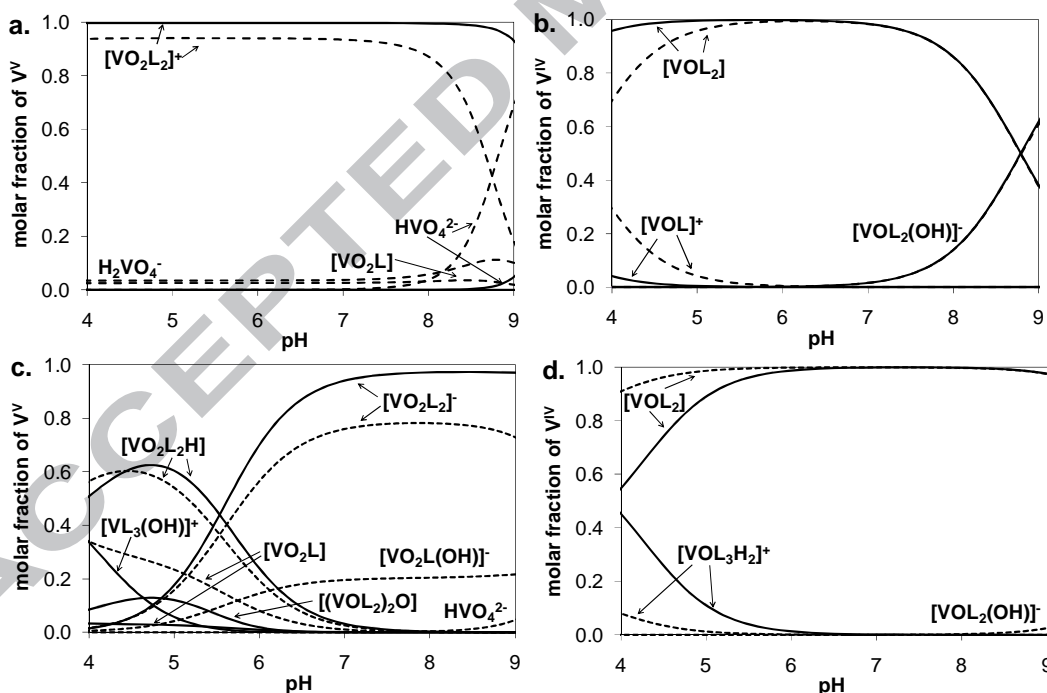 ACCEPTED M
a.
molar fraction of Vⱽ
1.0
0.8
0.6
0.4
0.2
0.0
4 5 6 7 8 9
pH
[VO₂L₂]⁺
H₂VO₄⁻
HVO₄²⁻
[VO₂L]
b.
molar fraction of Vᴵⱽ
1.0
0.8
0.6
0.4
0.2
0.0
4 5 6 7 8 9
pH
[VOL₂]
[VOL]⁺
[VOL₂(OH)]⁻
c.
molar fraction of Vⱽ
1.0
0.8
0.6
0.4
0.2
0.0
4 5 6 7 8 9
pH
[VO₂L₂]⁻
[VO₂L₂H]
[VL₃(OH)]⁺
[VO₂L]
[VO₂L(OH)]⁻
[(VOL₂)₂O]
HVO₄²⁻
d.
molar fraction of Vᴵⱽ
1.0
0.8
0.6
0.4
0.2
0.0
4 5 6 7 8 9
pH
[VOL₂]
[VOL₃H₂]⁺
[VOL₂(OH)]⁻